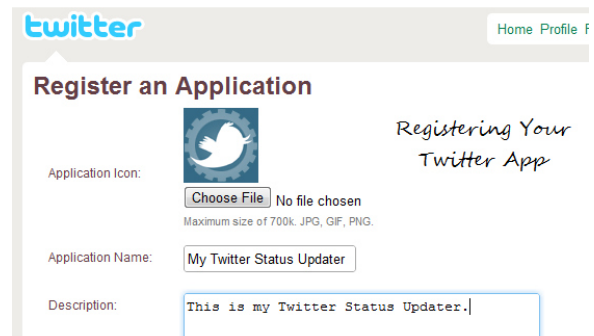 twitter
Home Profile
Register an Application
Registering Your
Twitter App
Application Icon:
Choose File No file chosen
Maximum size of 700k. JPG, GIF, PNG.
Application Name:
My Twitter Status Updater
Description:
This is my Twitter Status Updater.